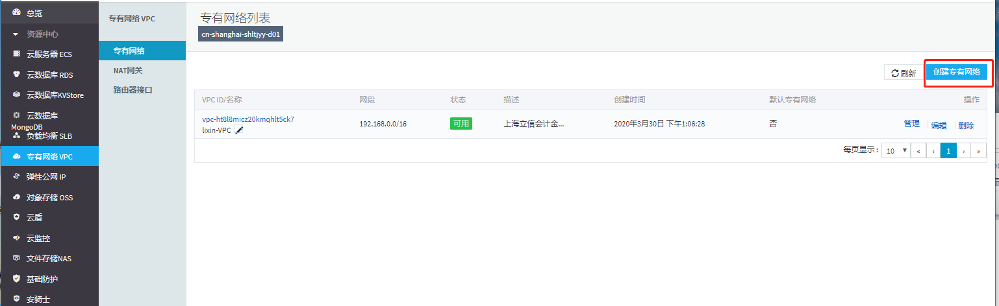 总览
资源中心
云服务器 ECS
云数据库 RDS
云数据库KVStore
云数据库
MongoDB
负载均衡 SLB
专有网络 VPC
弹性公网 IP
对象存储 OSS
云盾
云监控
文件存储NAS
基础防护
安骑士
专有网络 VPC
专有网络
NAT网关
路由器接口
专有网络列表
cn-shanghai-shltjyy-d01
刷新 创建专有网络
VPC ID/名称 网段 状态 描述 创建时间 默认专有网络 操作
vpc-ht8l8micz20kmqhlt5ck7
lixin-VPC 192.168.0.0/16 可用 上海立信会计金... 2020年3月30日 下午1:06:28 否 管理 编辑 删除
每页显示: 10 « ‹ 1 › »